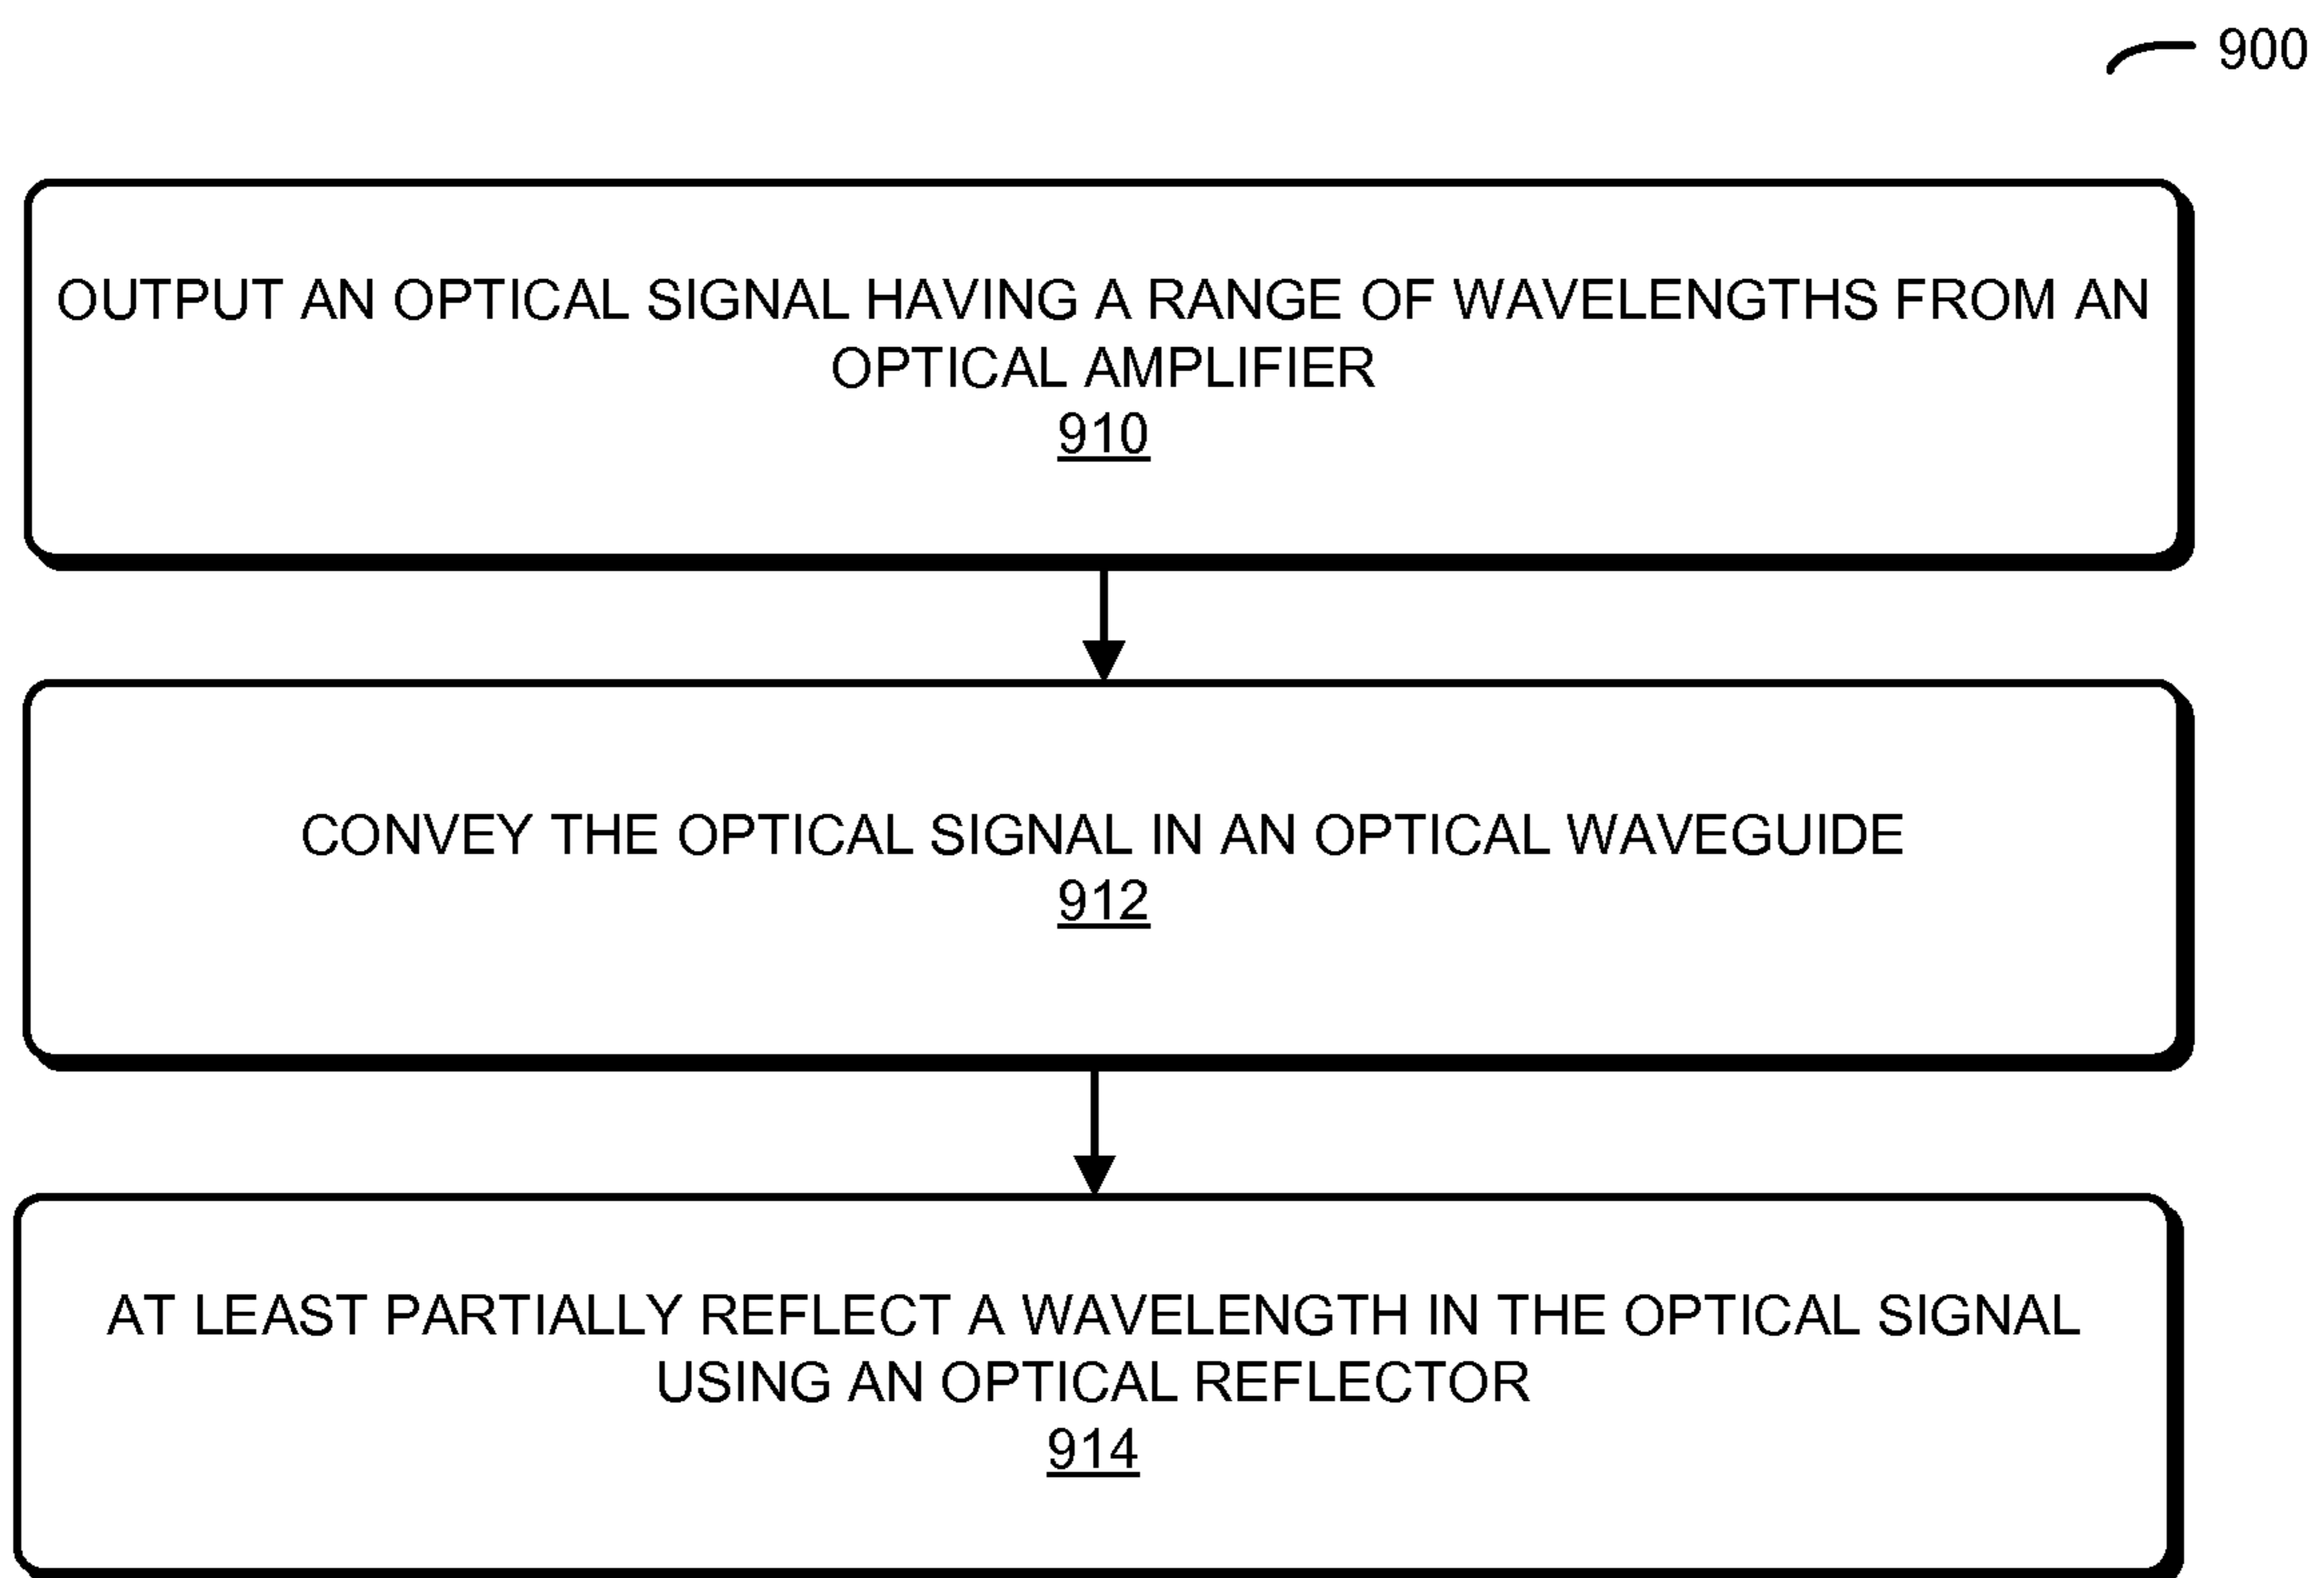 900
OUTPUT AN OPTICAL SIGNAL HAVING A RANGE OF WAVELENGTHS FROM AN
OPTICAL AMPLIFIER
910
CONVEY THE OPTICAL SIGNAL IN AN OPTICAL WAVEGUIDE
912
AT LEAST PARTIALLY REFLECT A WAVELENGTH IN THE OPTICAL SIGNAL
USING AN OPTICAL REFLECTOR
914